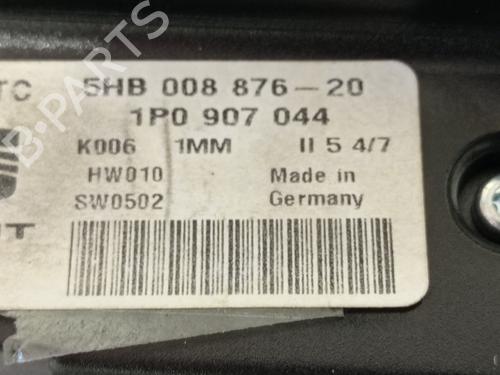 TC 5HB 008 876-20
1P0 907 044
K006 1MM II 5 4/7
HW010 Made in
SW0502 Germany
B-Parts
B-Parts